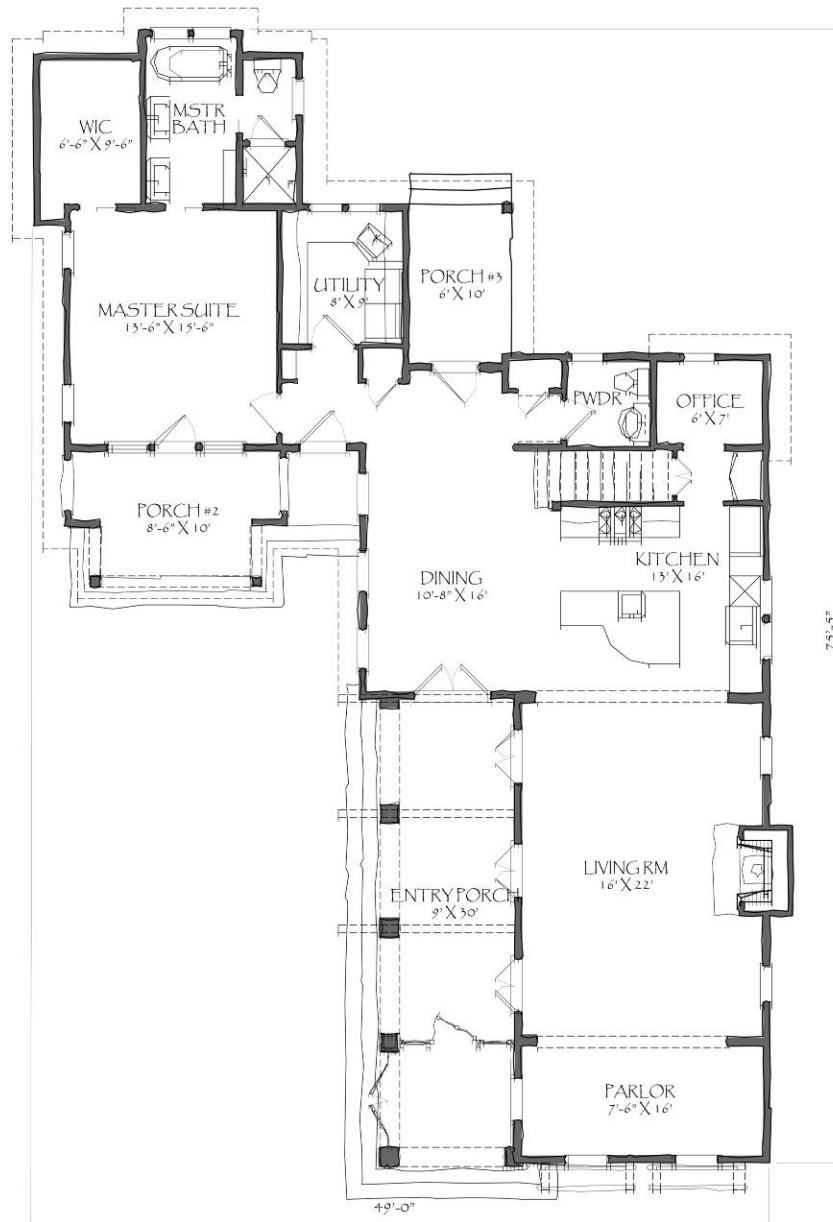 MSTR
BATH
WIC
6'-6" X 9'-6"
UTILITY
8' X 9'
PORCH #3
6' X 10'
MASTER SUITE
13'-6" X 15'-6"
PWDR
OFFICE
6' X 7'
PORCH #2
8'-6" X 10'
DINING
10'-8" X 16'
KITCHEN
13' X 16'
75'-5"
LIVING RM
16' X 22'
ENTRY PORCH
9' X 30'
PARLOR
7'-6" X 16'
49'-0"